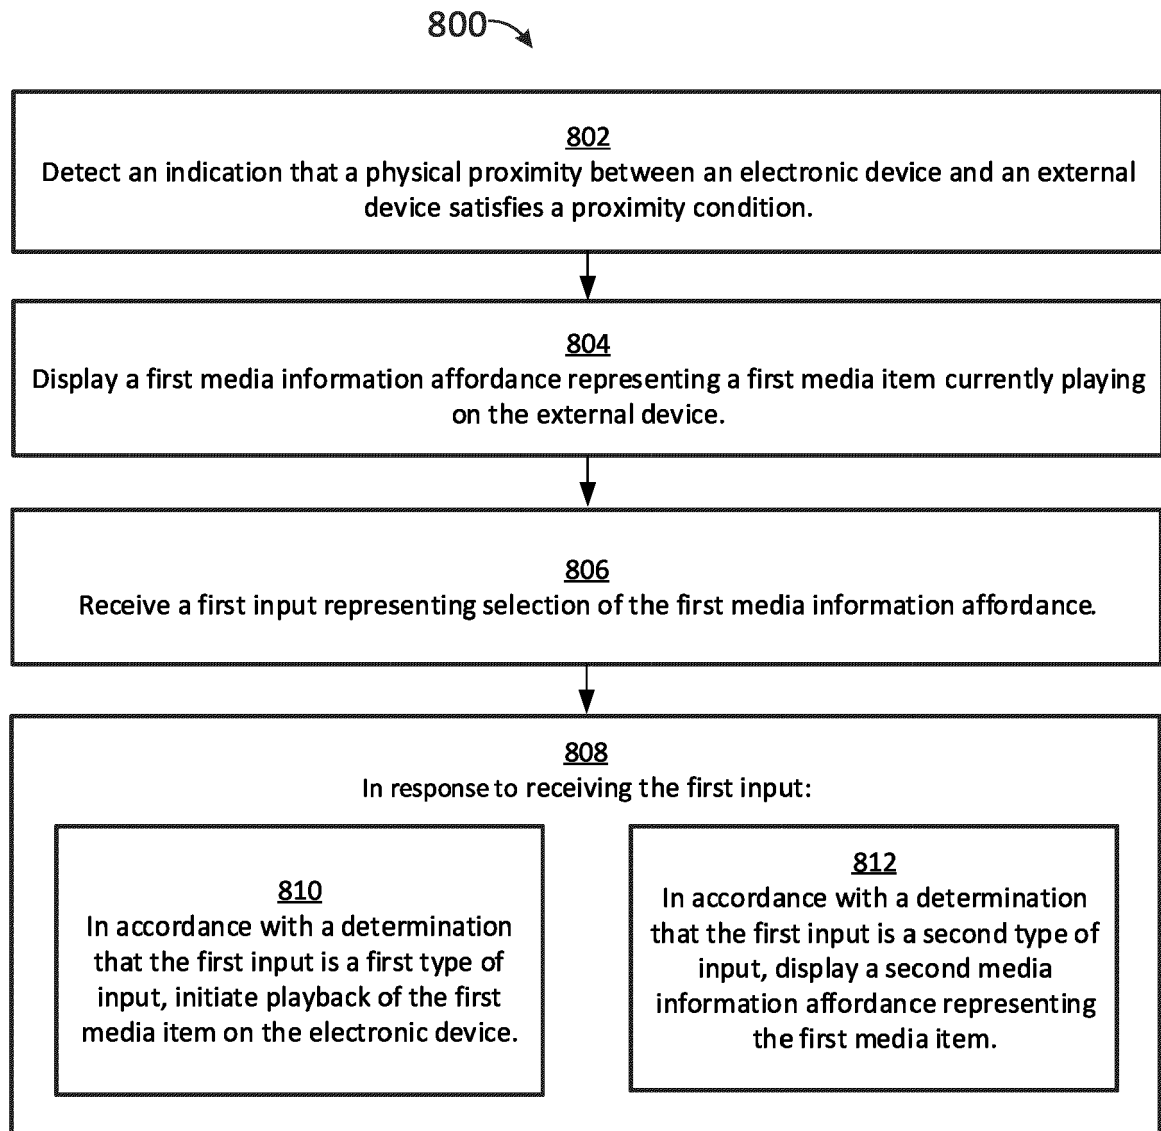 800
802
Detect an indication that a physical proximity between an electronic device and an external
device satisfies a proximity condition.
804
Display a first media information affordance representing a first media item currently playing
on the external device.
806
Receive a first input representing selection of the first media information affordance.
808
In response to receiving the first input:
810
In accordance with a determination
that the first input is a first type of
input, initiate playback of the first
media item on the electronic device.
812
In accordance with a determination
that the first input is a second type of
input, display a second media
information affordance representing
the first media item.